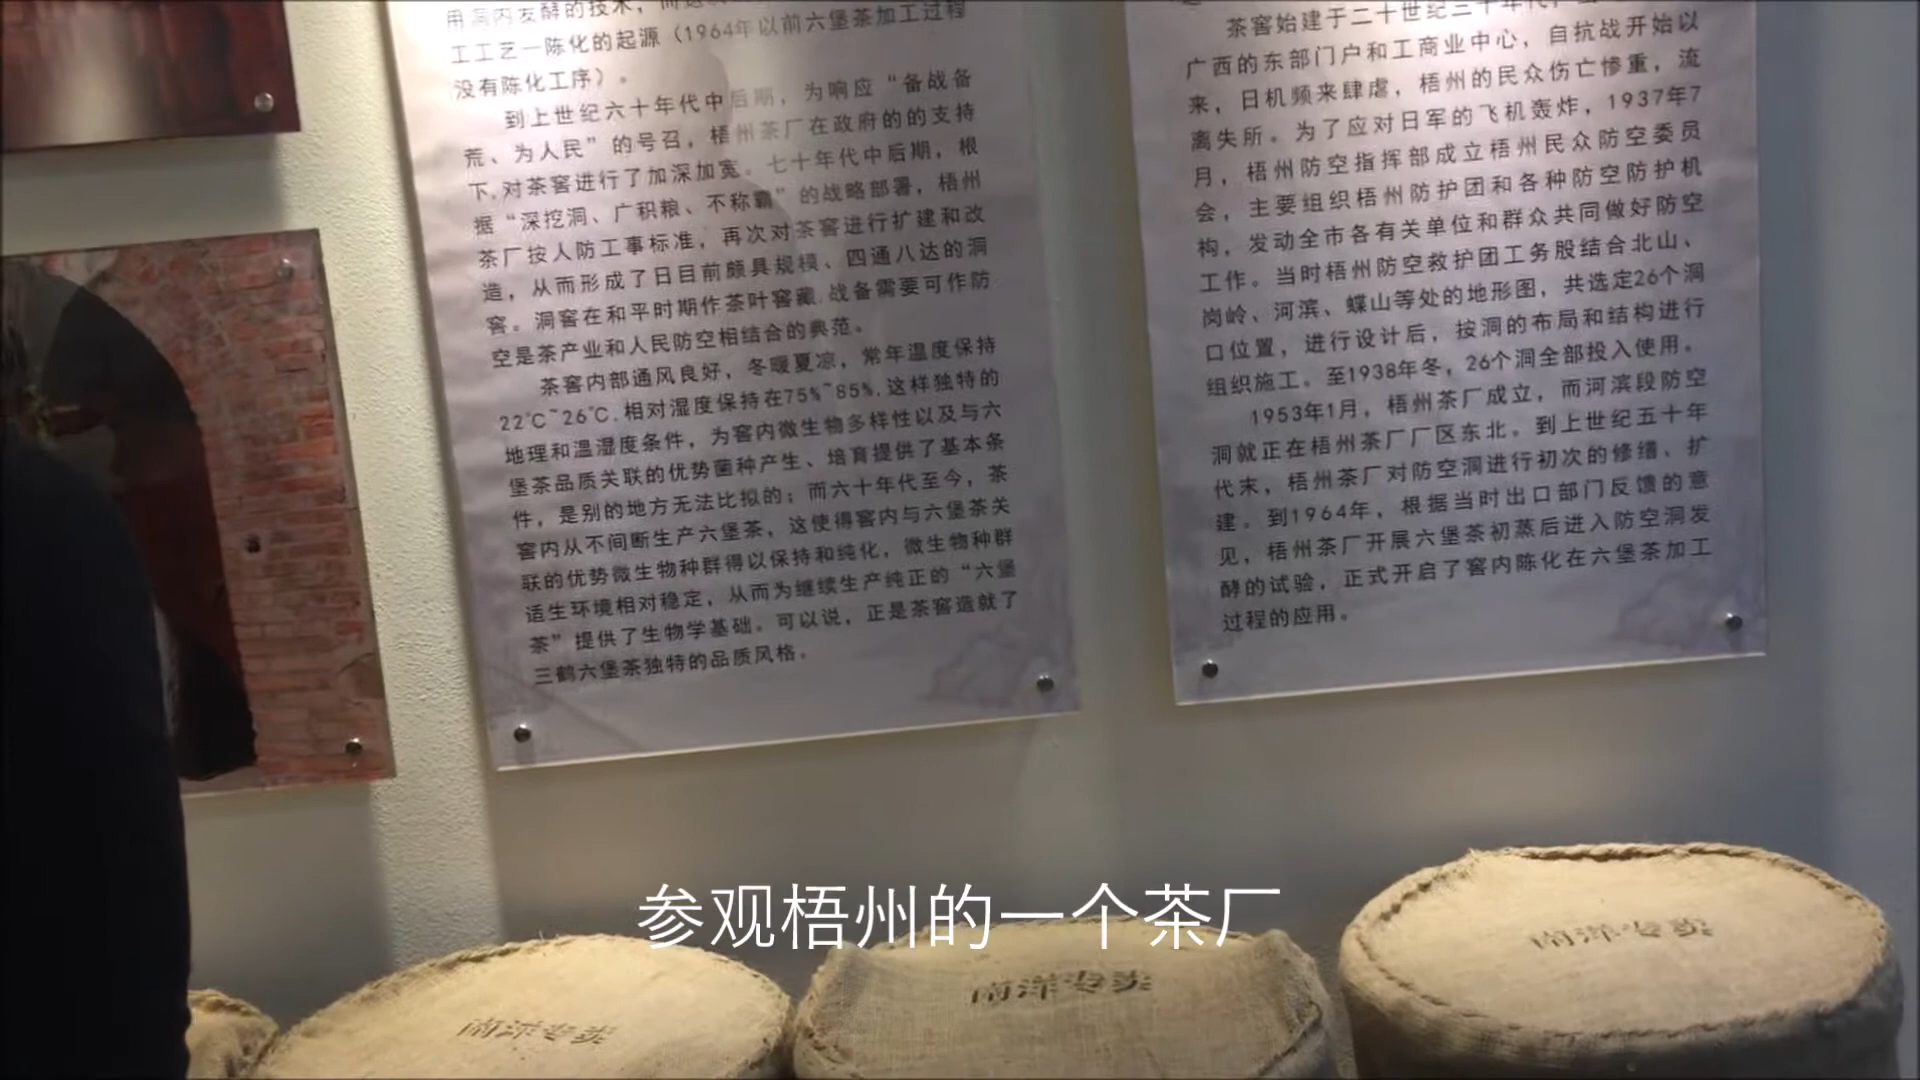 用洞内发酵的技术，而
工工艺—陈化的起源（1964年以前六堡茶加工过程
没有陈化工序）。
到上世纪六十年代中后期，为响应“备战备
荒、为人民”的号召，梧州茶厂在政府的的支持
下，对茶窖进行了加深加宽。七十年代中后期，根
据“深挖洞、广积粮、不称霸”的战略部署，梧州
茶厂按人防工事标准，再次对茶窖进行扩建和改
造，从而形成了日目前颇具规模、四通八达的洞
窖。洞窖在和平时期作茶叶窖藏，战备需要可作防
空是茶产业和人民防空相结合的典范。
茶窖内部通风良好，冬暖夏凉，常年温度保持
22℃~26℃，相对湿度保持在75%~85%，这样独特的
地理和温湿度条件，为窖内微生物多样性以及与六
堡茶品质关联的优势菌种产生、培育提供了基本条
件，是别的地方无法比拟的；而六十年代至今，茶
窖内从不间断生产六堡茶，这使得窖内与六堡茶关
联的优势微生物种群得以保持和纯化，微生物种群
适生环境相对稳定，从而为继续生产纯正的“六堡
茶”提供了生物学基础。可以说，正是茶窖造就了
三鹤六堡茶独特的品质风格。
茶窖始建于二十世纪三十年代，
广西的东部门户和工商业中心，自抗战开始以
来，日机频来肆虐，梧州的民众伤亡惨重，流
离失所。为了应对日军的飞机轰炸，1937年7
月，梧州防空指挥部成立梧州民众防空委员
会，主要组织梧州防护团和各种防空防护机
构，发动全市各有关单位和群众共同做好防空
工作。当时梧州防空救护团工务股结合北山、
岗岭、河滨、蝶山等处的地形图，共选定26个洞
口位置，进行设计后，按洞的布局和结构进行
组织施工。至1938年冬，26个洞全部投入使用。
1953年1月，梧州茶厂成立，而河滨段防空
洞就正在梧州茶厂厂区东北。到上世纪五十年
代末，梧州茶厂对防空洞进行初次的修缮、扩
建。到1964年，根据当时出口部门反馈的意
见，梧州茶厂开展六堡茶初蒸后进入防空洞发
酵的试验，正式开启了窖内陈化在六堡茶加工
过程的应用。
参观梧州的一个茶厂
南洋专卖
南洋专卖
南洋专卖